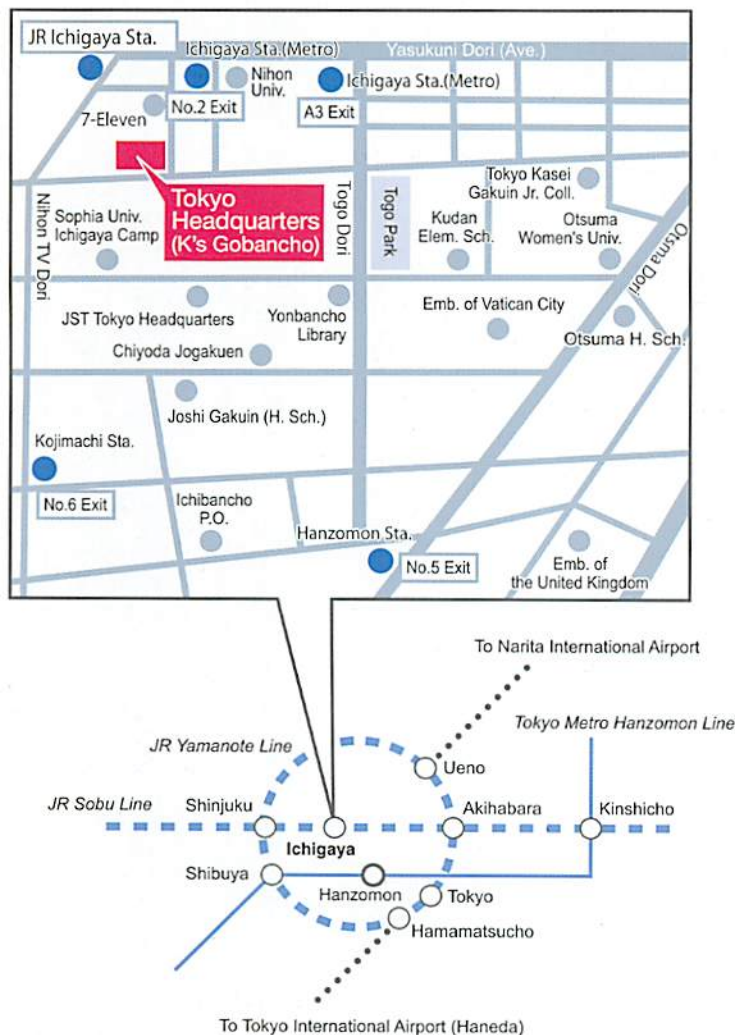 JR Ichigaya Sta.
Ichigaya Sta.(Metro)
Yasukuni Dori (Ave.)
Nihon
Univ.
Ichigaya Sta.(Metro)
No.2 Exit
A3 Exit
7-Eleven
Tokyo
Headquarters
(K's Gobancho)
Nihon TV Dori
Togo Dori
Togo Park
Tokyo Kasei
Gakuin Jr. Coll.
Sophia Univ.
Ichigaya Camp
Kudan
Elem. Sch.
Otsuma
Women's Univ.
Otsma Dori
JST Tokyo Headquarters
Yonbancho
Library
Emb. of Vatican City
Otsuma H. Sch.
Chiyoda Jogakuen
Joshi Gakuin (H. Sch.)
Kojimachi Sta.
No.6 Exit
Ichibancho
P.O.
Hanzomon Sta.
No.5 Exit
Emb. of
the United Kingdom
To Narita International Airport
JR Yamanote Line
Tokyo Metro Hanzomon Line
Ueno
JR Sobu Line
Shinjuku
Akihabara
Kinshicho
Ichigaya
Shibuya
Hanzomon
Tokyo
Hamamatsucho
To Tokyo International Airport (Haneda)